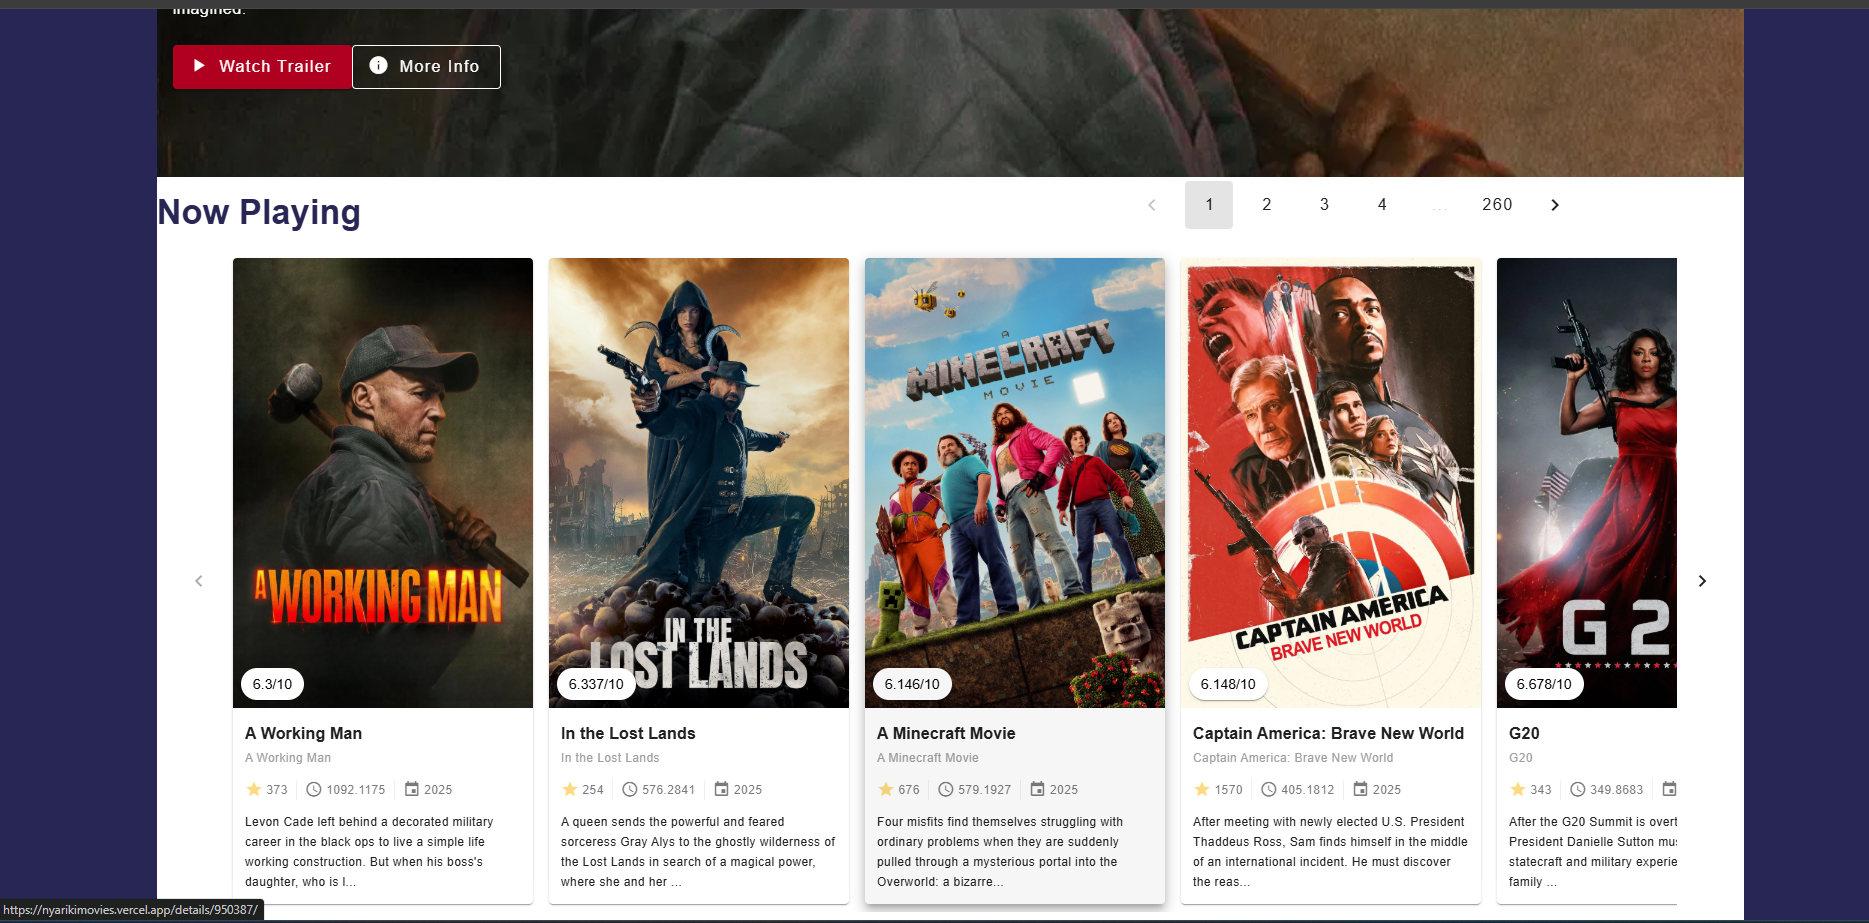 imagined.
Watch Trailer
More Info
Now Playing
1 2 3 4 ... 260
A WORKING MAN
6.3/10
A Working Man
A Working Man
373 1092.1175 2025
Levon Cade left behind a decorated military
career in the black ops to live a simple life
working construction. But when his boss's
daughter, who is l...
IN THE
LOST LANDS
6.337/10
In the Lost Lands
In the Lost Lands
254 576.2841 2025
A queen sends the powerful and feared
sorceress Gray Alys to the ghostly wilderness of
the Lost Lands in search of a magical power,
where she and her ...
A
MINECRAFT
MOVIE
6.146/10
A Minecraft Movie
A Minecraft Movie
676 579.1927 2025
Four misfits find themselves struggling with
ordinary problems when they are suddenly
pulled through a mysterious portal into the
Overworld: a bizarre...
CAPTAIN AMERICA
BRAVE NEW WORLD
6.148/10
Captain America: Brave New World
Captain America: Brave New World
1570 405.1812 2025
After meeting with newly elected U.S. President
Thaddeus Ross, Sam finds himself in the middle
of an international incident. He must discover
the reas...
G 2
6.678/10
G20
G20
343 349.8683
After the G20 Summit is overt
President Danielle Sutton mus
statecraft and military experie
family ...
https://nyarikimovies.vercel.app/details/950387/